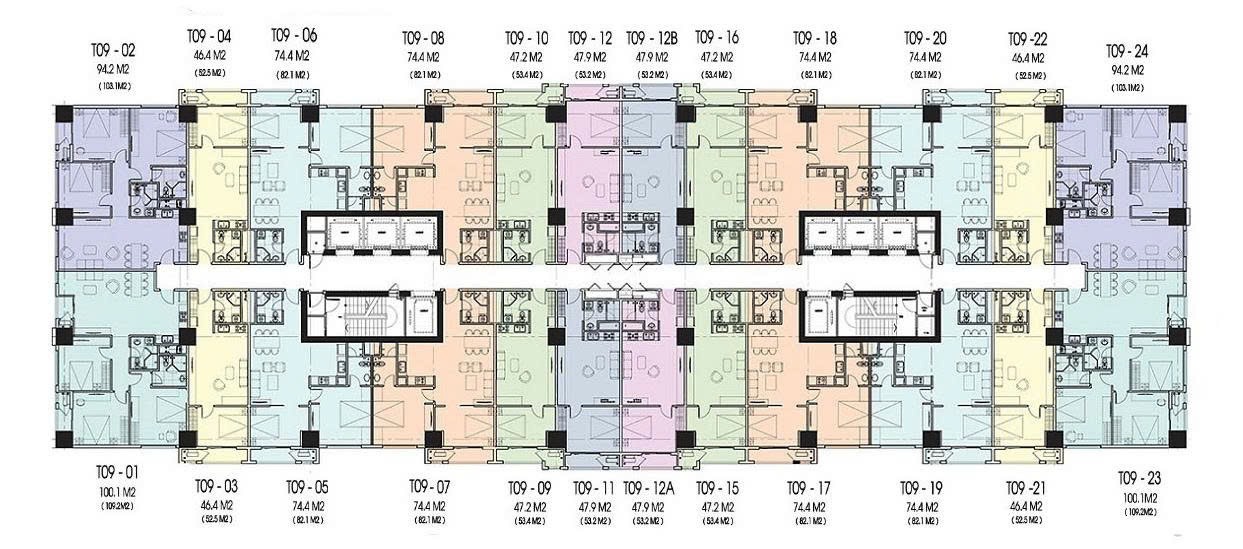 T09 - 02
94.2 M2
(103.1M2)
T09 - 04
46.4 M2
(52.5 M2)
T09 - 06
74.4 M2
(82.1 M2)
T09 - 08
74.4 M2
(82.1 M2)
T09 - 10
47.2 M2
(53.4 M2)
T09 - 12
47.9 M2
(53.2 M2)
T09 - 12B
47.9 M2
(53.2 M2)
T09 - 16
47.2 M2
(53.4 M2)
T09 - 18
74.4 M2
(82.1 M2)
T09 - 20
74.4 M2
(82.1 M2)
T09 - 22
46.4 M2
(52.5 M2)
T09 - 24
94.2 M2
(103.1M2)
T09 - 01
100.1 M2
(109.2M2)
T09 - 03
46.4 M2
(52.5 M2)
T09 - 05
74.4 M2
(82.1 M2)
T09 - 07
74.4 M2
(82.1 M2)
T09 - 09
47.2 M2
(53.4 M2)
T09 - 11
47.9 M2
(53.2 M2)
T09 - 12A
47.9 M2
(53.2 M2)
T09 - 15
47.2 M2
(53.4 M2)
T09 - 17
74.4 M2
(82.1 M2)
T09 - 19
74.4 M2
(82.1 M2)
T09 - 21
46.4 M2
(52.5 M2)
T09 - 23
100.1M2
(109.2M2)